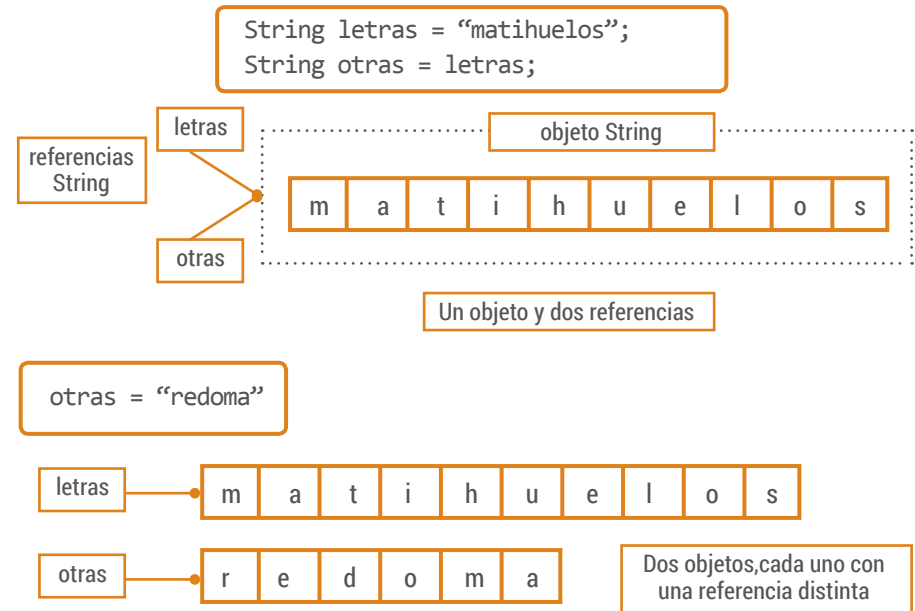 String letras = “matihuelos”;
String otras = letras;
letras
objeto String
referencias
String
m a t i h u e l o s
otras
Un objeto y dos referencias
otras = “redoma”
letras
m a t i h u e l o s
otras
r e d o m a
Dos objetos,cada uno con
una referencia distinta